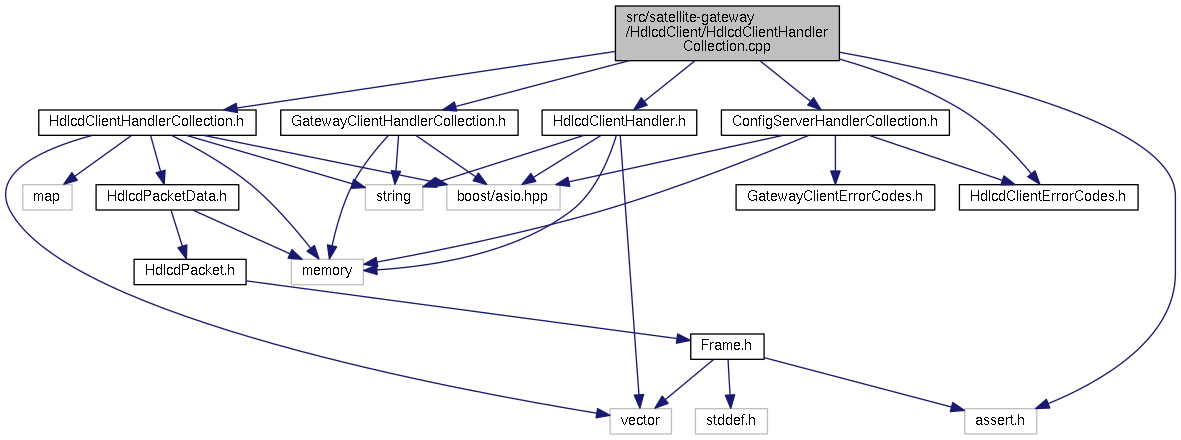 src/satellite-gateway
/HdlcdClient/HdlcdClientHandler
Collection.cpp
HdlcdClientHandlerCollection.h
GatewayClientHandlerCollection.h
HdlcdClientHandler.h
ConfigServerHandlerCollection.h
map
HdlcdPacketData.h
string
boost/asio.hpp
GatewayClientErrorCodes.h
HdlcdClientErrorCodes.h
HdlcdPacket.h
memory
Frame.h
vector
stddef.h
assert.h